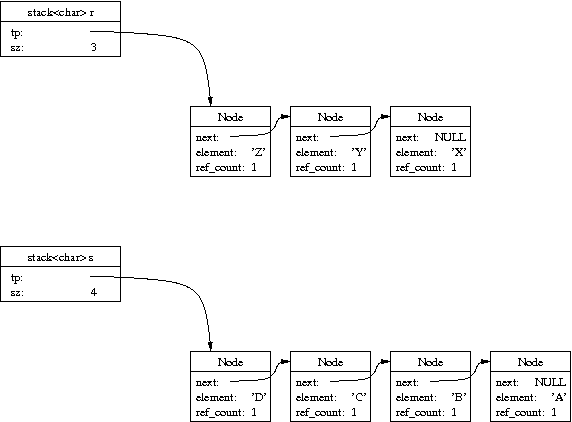 stack<char> r
tp:
sz: 3
Node Node Node
next: next: next: NULL
element: 'Z' element: 'Y' element: 'X'
ref_count: 1 ref_count: 1 ref_count: 1
stack<char> s
tp:
sz: 4
Node Node Node Node
next: next: next: next: NULL
element: 'D' element: 'C' element: 'B' element: 'A'
ref_count: 1 ref_count: 1 ref_count: 1 ref_count: 1